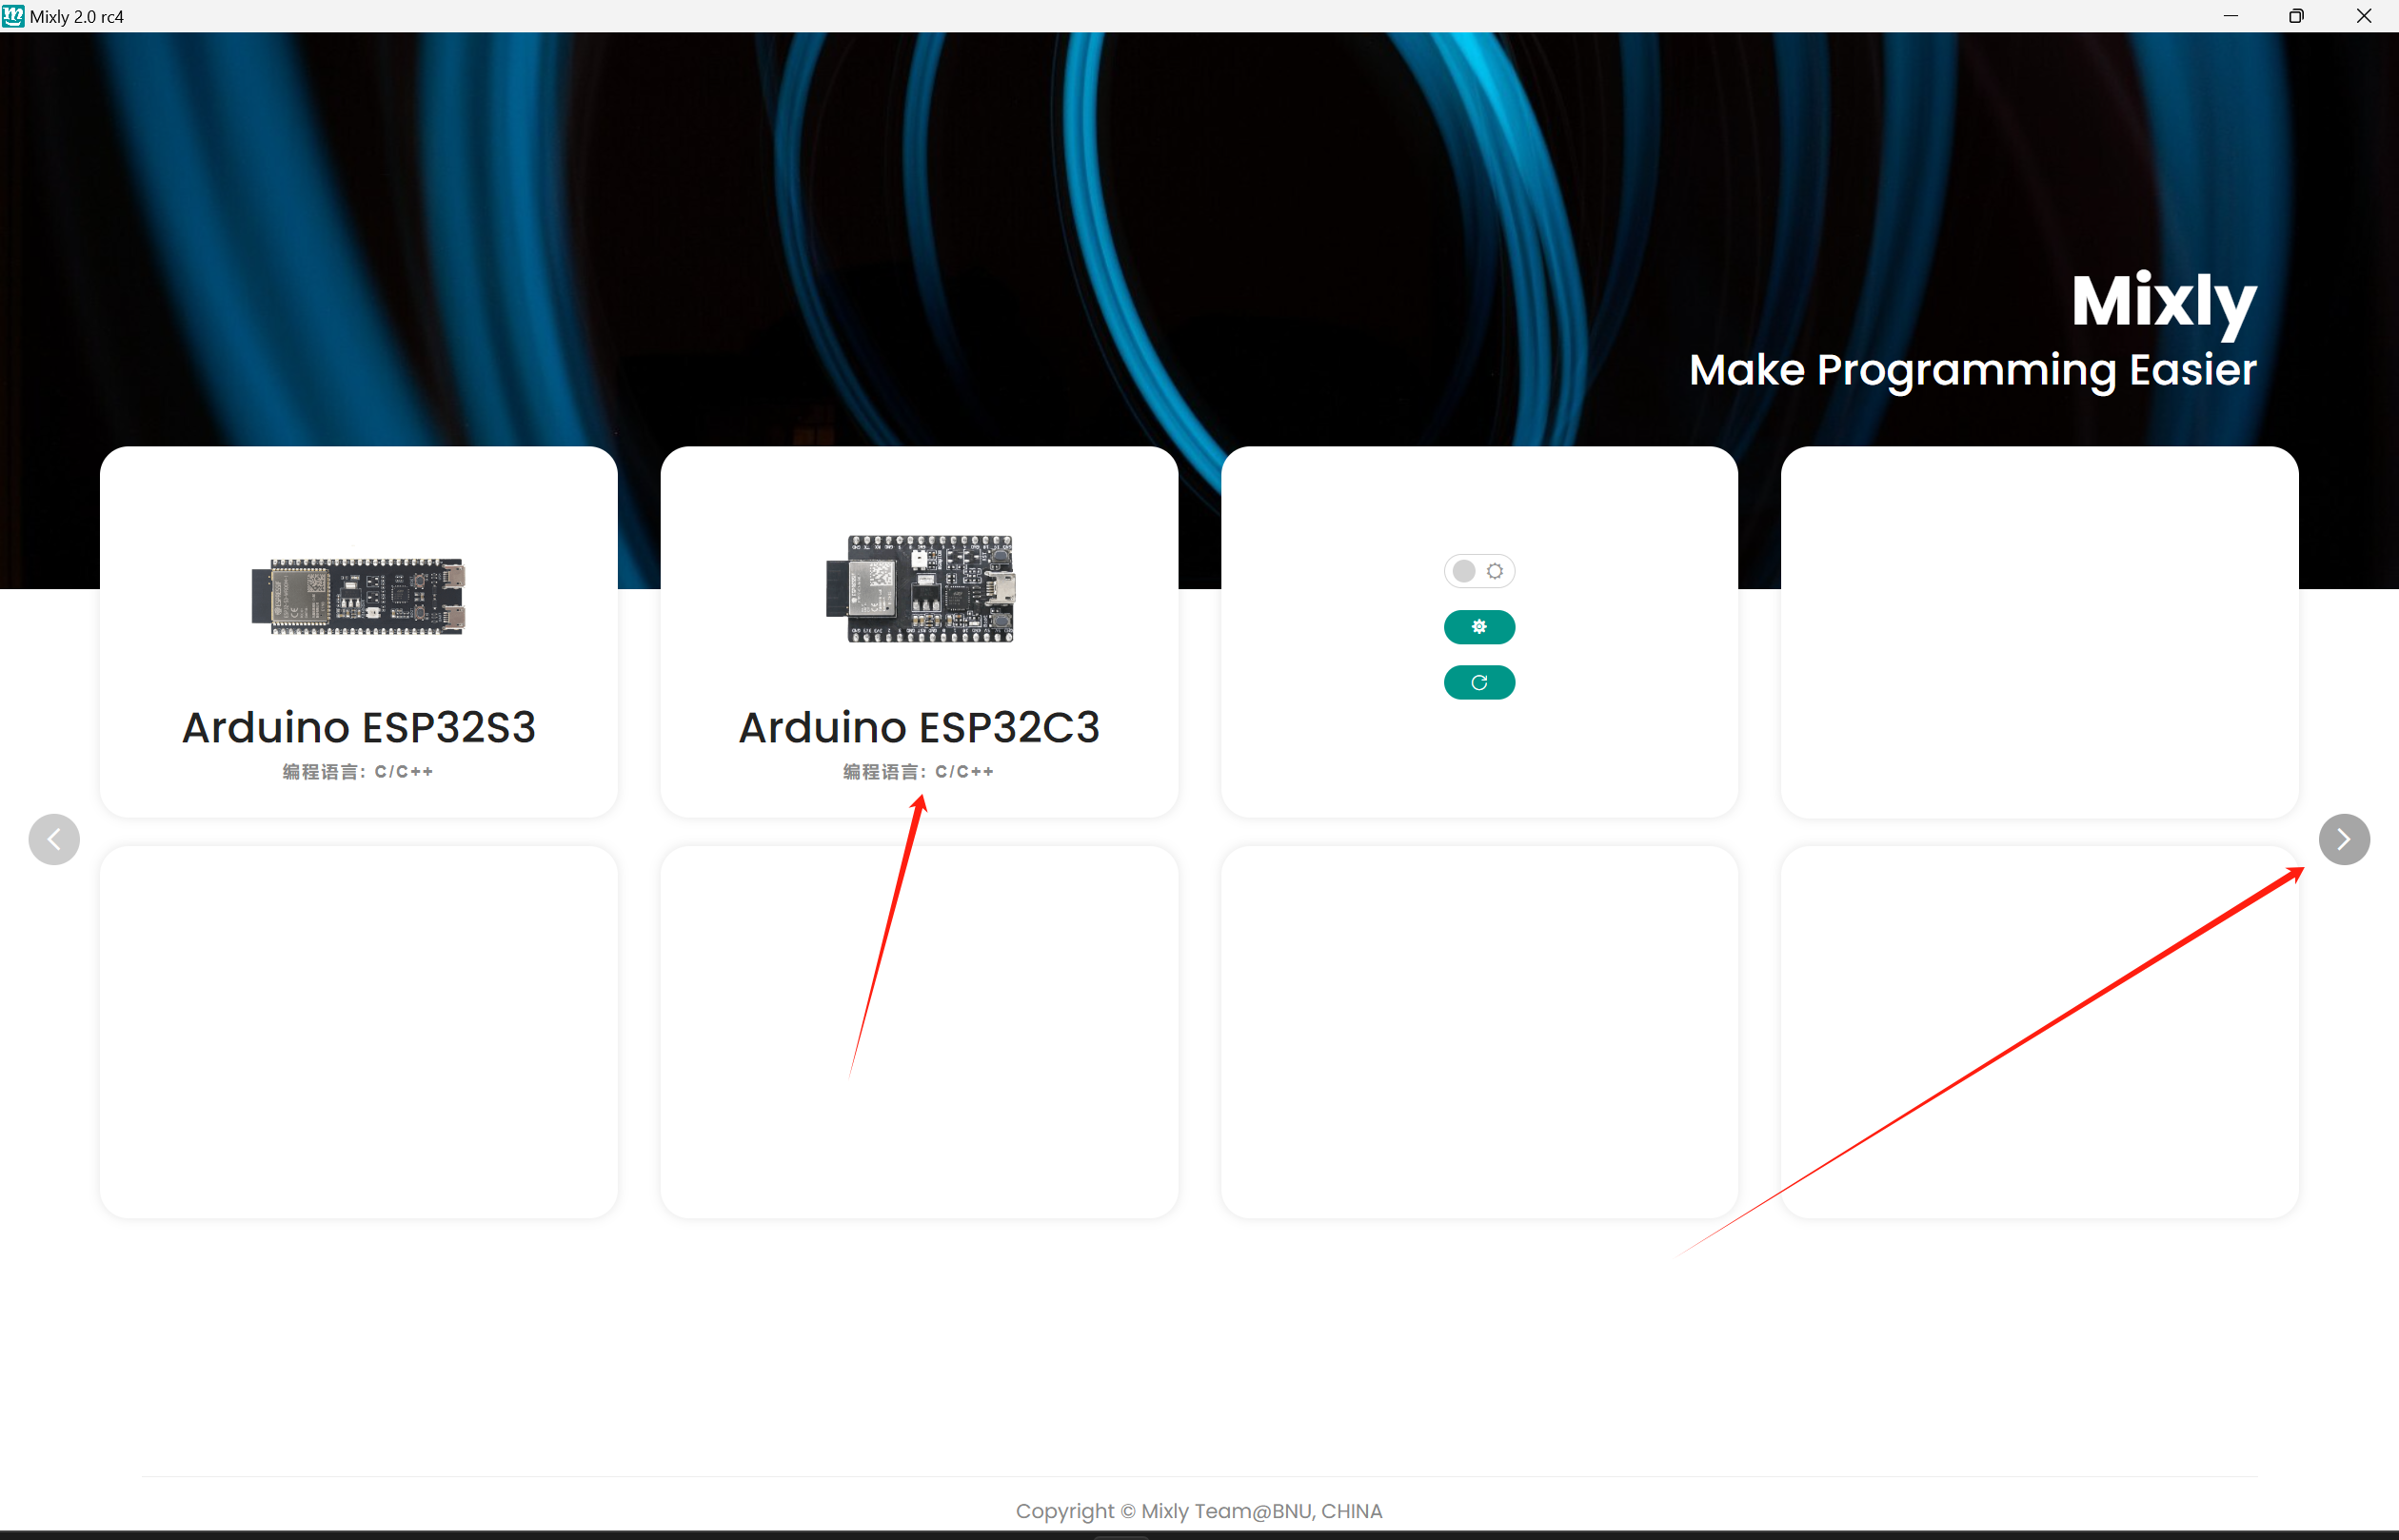 Mixly 2.0 rc4
Mixly
Make Programming Easier
Arduino ESP32S3
编程语言: C/C++
Arduino ESP32C3
编程语言: C/C++
Copyright © Mixly Team@BNU, CHINA